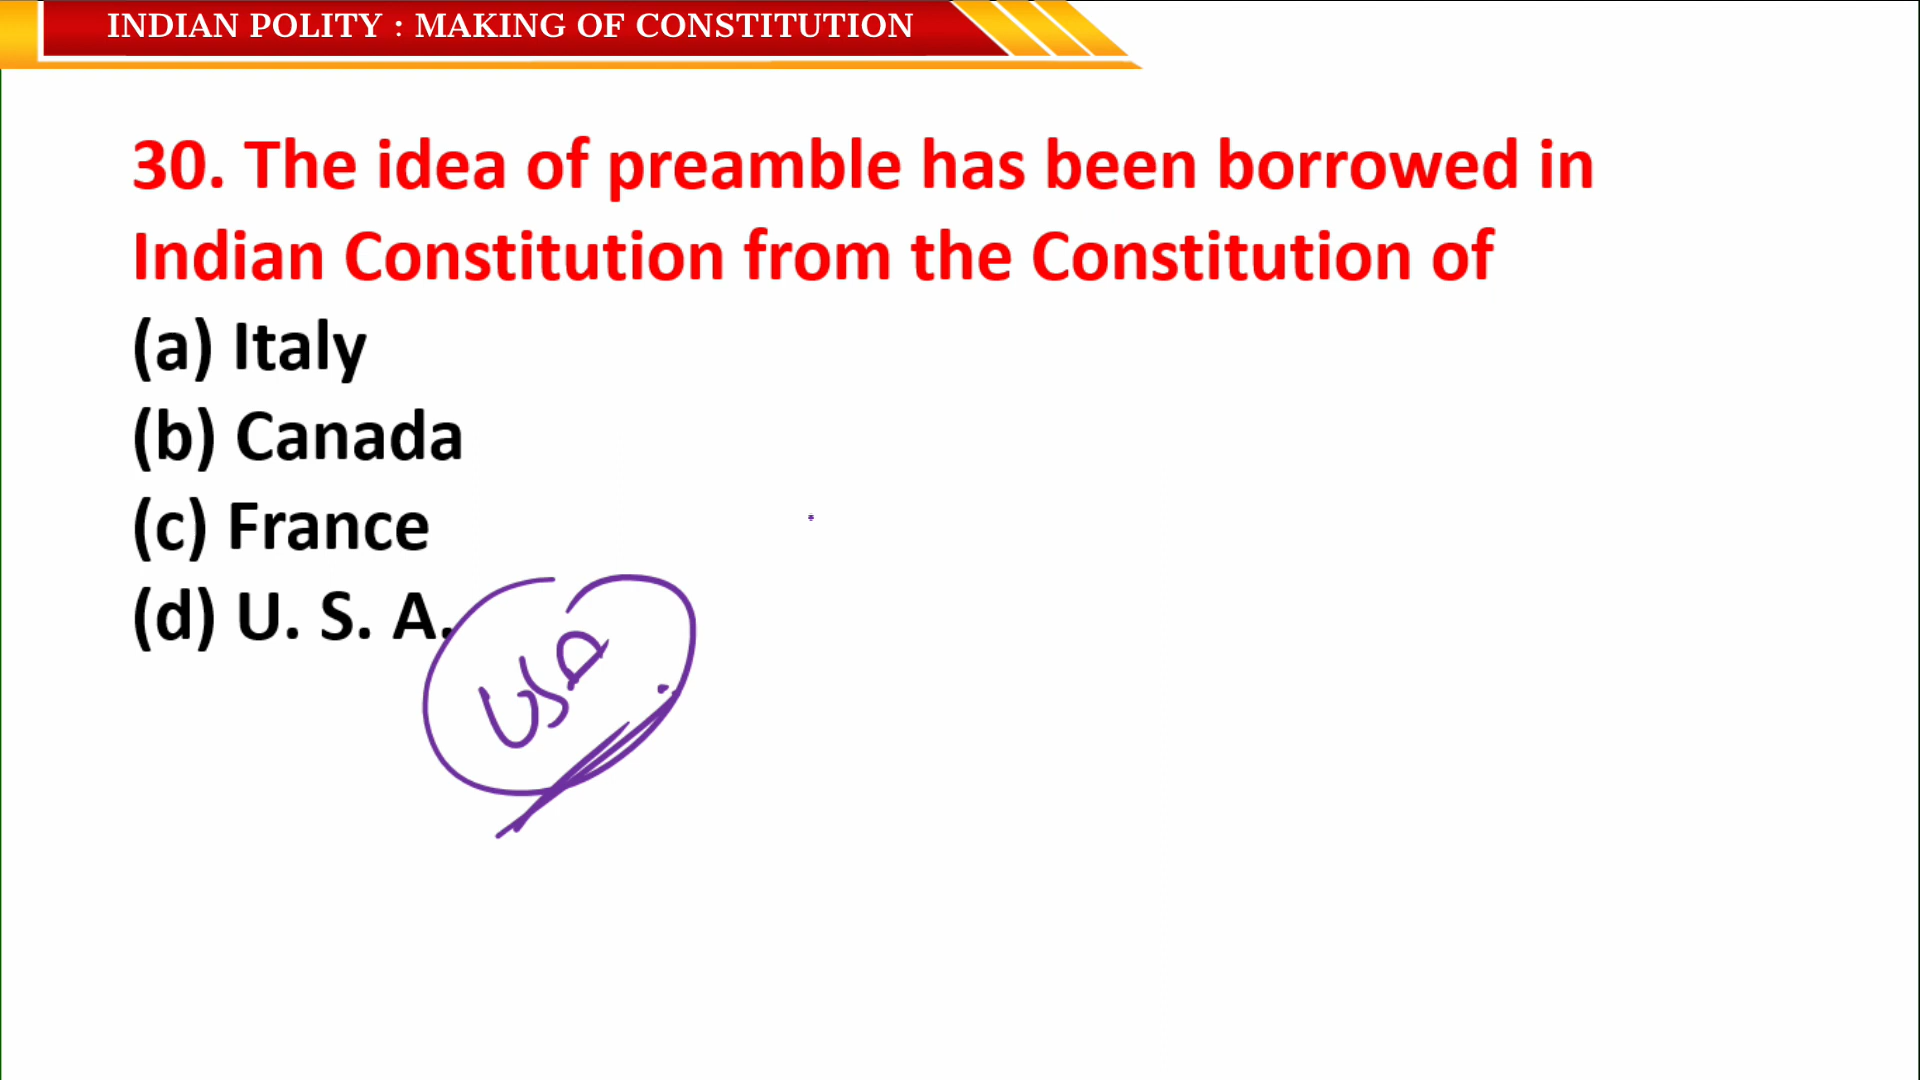 INDIAN POLITY : MAKING OF CONSTITUTION
30. The idea of preamble has been borrowed in
Indian Constitution from the Constitution of
(a) Italy
(b) Canada
(c) France
(d) U. S. A.
USA